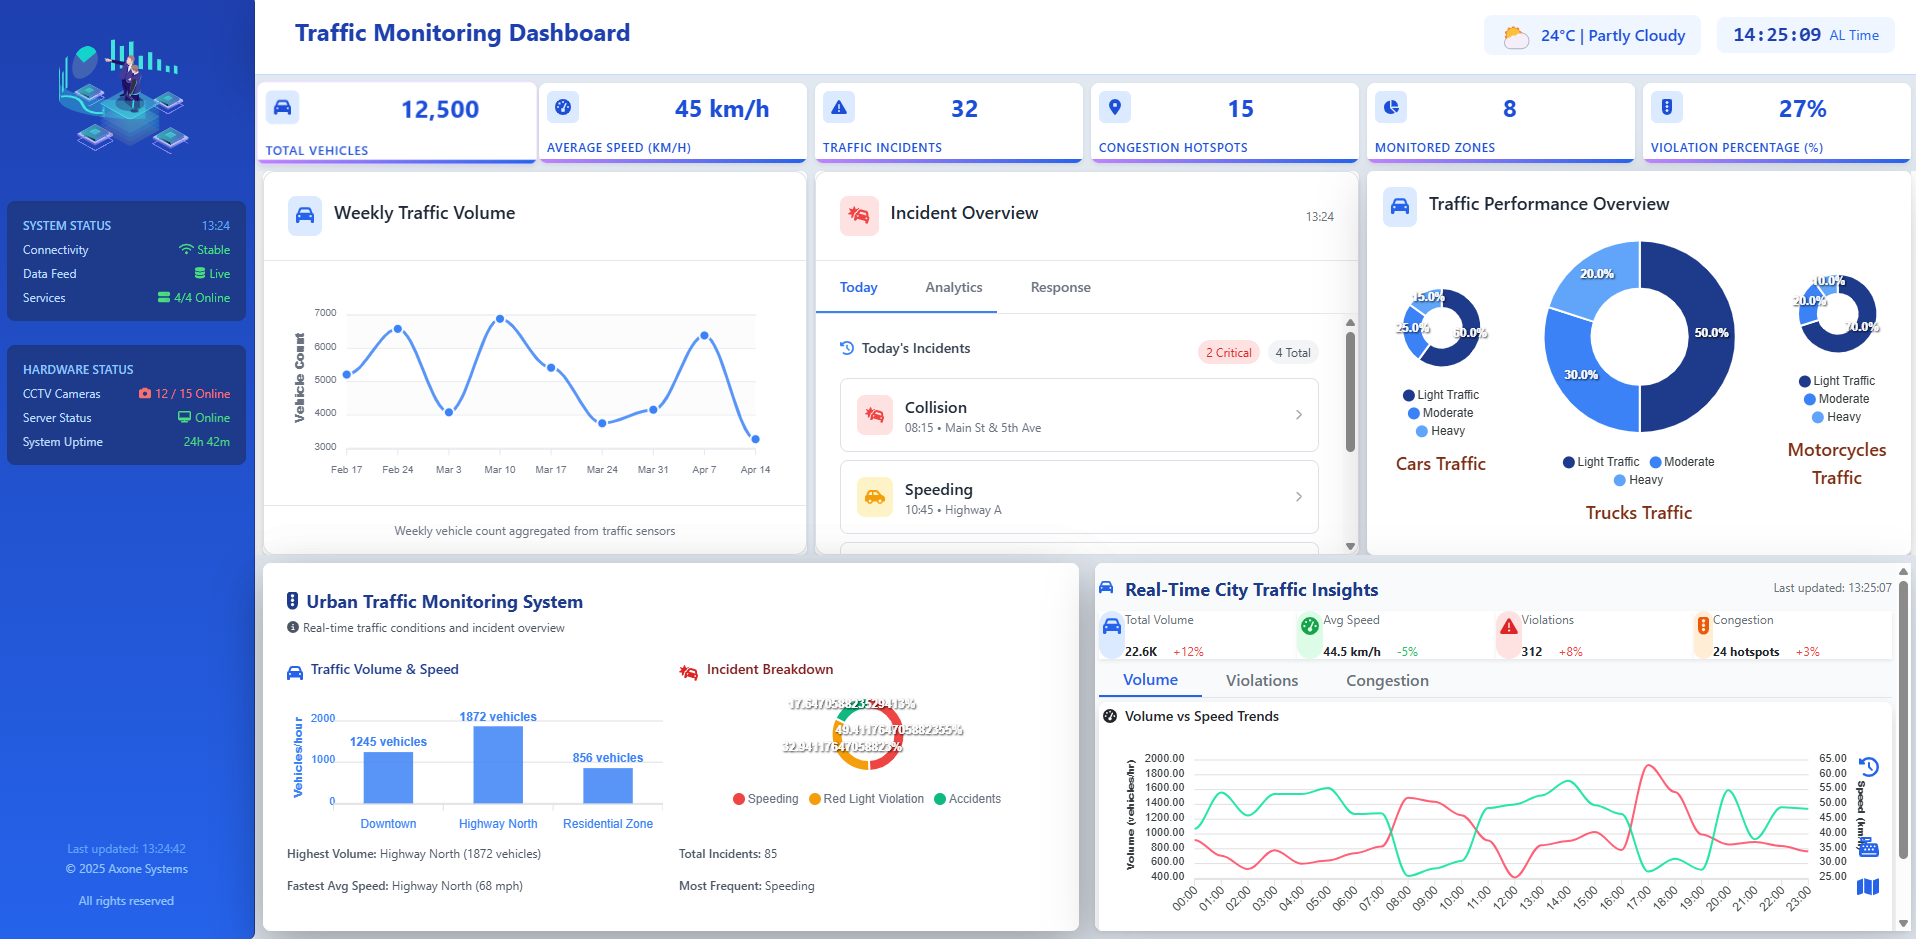 Traffic Monitoring Dashboard
24°C | Partly Cloudy
14:25:09 AL Time
12,500
TOTAL VEHICLES
45 km/h
AVERAGE SPEED (KM/H)
32
TRAFFIC INCIDENTS
15
CONGESTION HOTSPOTS
8
MONITORED ZONES
27%
VIOLATION PERCENTAGE (%)
SYSTEM STATUS 13:24
Connectivity Stable
Data Feed Live
Services 4/4 Online
HARDWARE STATUS
CCTV Cameras 12 / 15 Online
Server Status Online
System Uptime 24h 42m
Last updated: 13:24:42
© 2025 Axone Systems
All rights reserved
Weekly Traffic Volume
Vehicle Count
7000
6000
5000
4000
3000
Feb 17 Feb 24 Mar 3 Mar 10 Mar 17 Mar 24 Mar 31 Apr 7 Apr 14
Weekly vehicle count aggregated from traffic sensors
Incident Overview
13:24
Today Analytics Response
Today's Incidents
2 Critical 4 Total
Collision
08:15 • Main St & 5th Ave
Speeding
10:45 • Highway A
Traffic Performance Overview
15.0%
25.0%
60.0%
Light Traffic
Moderate
Heavy
Cars Traffic
20.0%
50.0%
30.0%
Light Traffic Moderate
Heavy
Trucks Traffic
10.0%
20.0%
70.0%
Light Traffic
Moderate
Heavy
Motorcycles
Traffic
Urban Traffic Monitoring System
Real-time traffic conditions and incident overview
Traffic Volume & Speed
Vehicles/hour
2000
1000
0
1245 vehicles
1872 vehicles
856 vehicles
Downtown Highway North Residential Zone
Highest Volume: Highway North (1872 vehicles)
Fastest Avg Speed: Highway North (68 mph)
Incident Breakdown
17.647058823529413%
49.411764705882355%
32.94117647058823%
Speeding Red Light Violation Accidents
Total Incidents: 85
Most Frequent: Speeding
Real-Time City Traffic Insights
Last updated: 13:25:07
Total Volume
22.6K +12%
Avg Speed
44.5 km/h -5%
Violations
312 +8%
Congestion
24 hotspots +3%
Volume Violations Congestion
Volume vs Speed Trends
Volume (vehicles/hr)
2000.00
1800.00
1600.00
1400.00
1200.00
1000.00
800.00
600.00
400.00
65.00
60.00
55.00
50.00
45.00
40.00
35.00
30.00
25.00
Speed
00:00 01:00 02:00 03:00 04:00 05:00 06:00 07:00 08:00 09:00 10:00 11:00 12:00 13:00 14:00 15:00 16:00 17:00 18:00 19:00 20:00 21:00 22:00 23:00